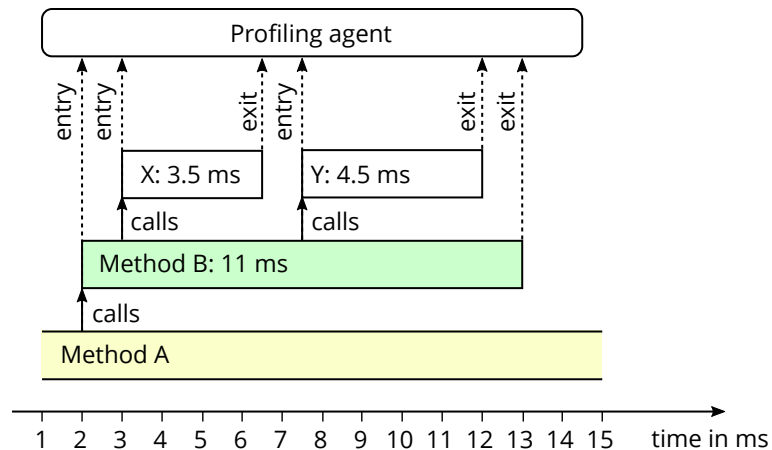 Profiling agent
entry
entry
exit
entry
exit
exit
X: 3.5 ms
Y: 4.5 ms
calls
calls
Method B: 11 ms
calls
Method A
1 2 3 4 5 6 7 8 9 10 11 12 13 14 15 time in ms